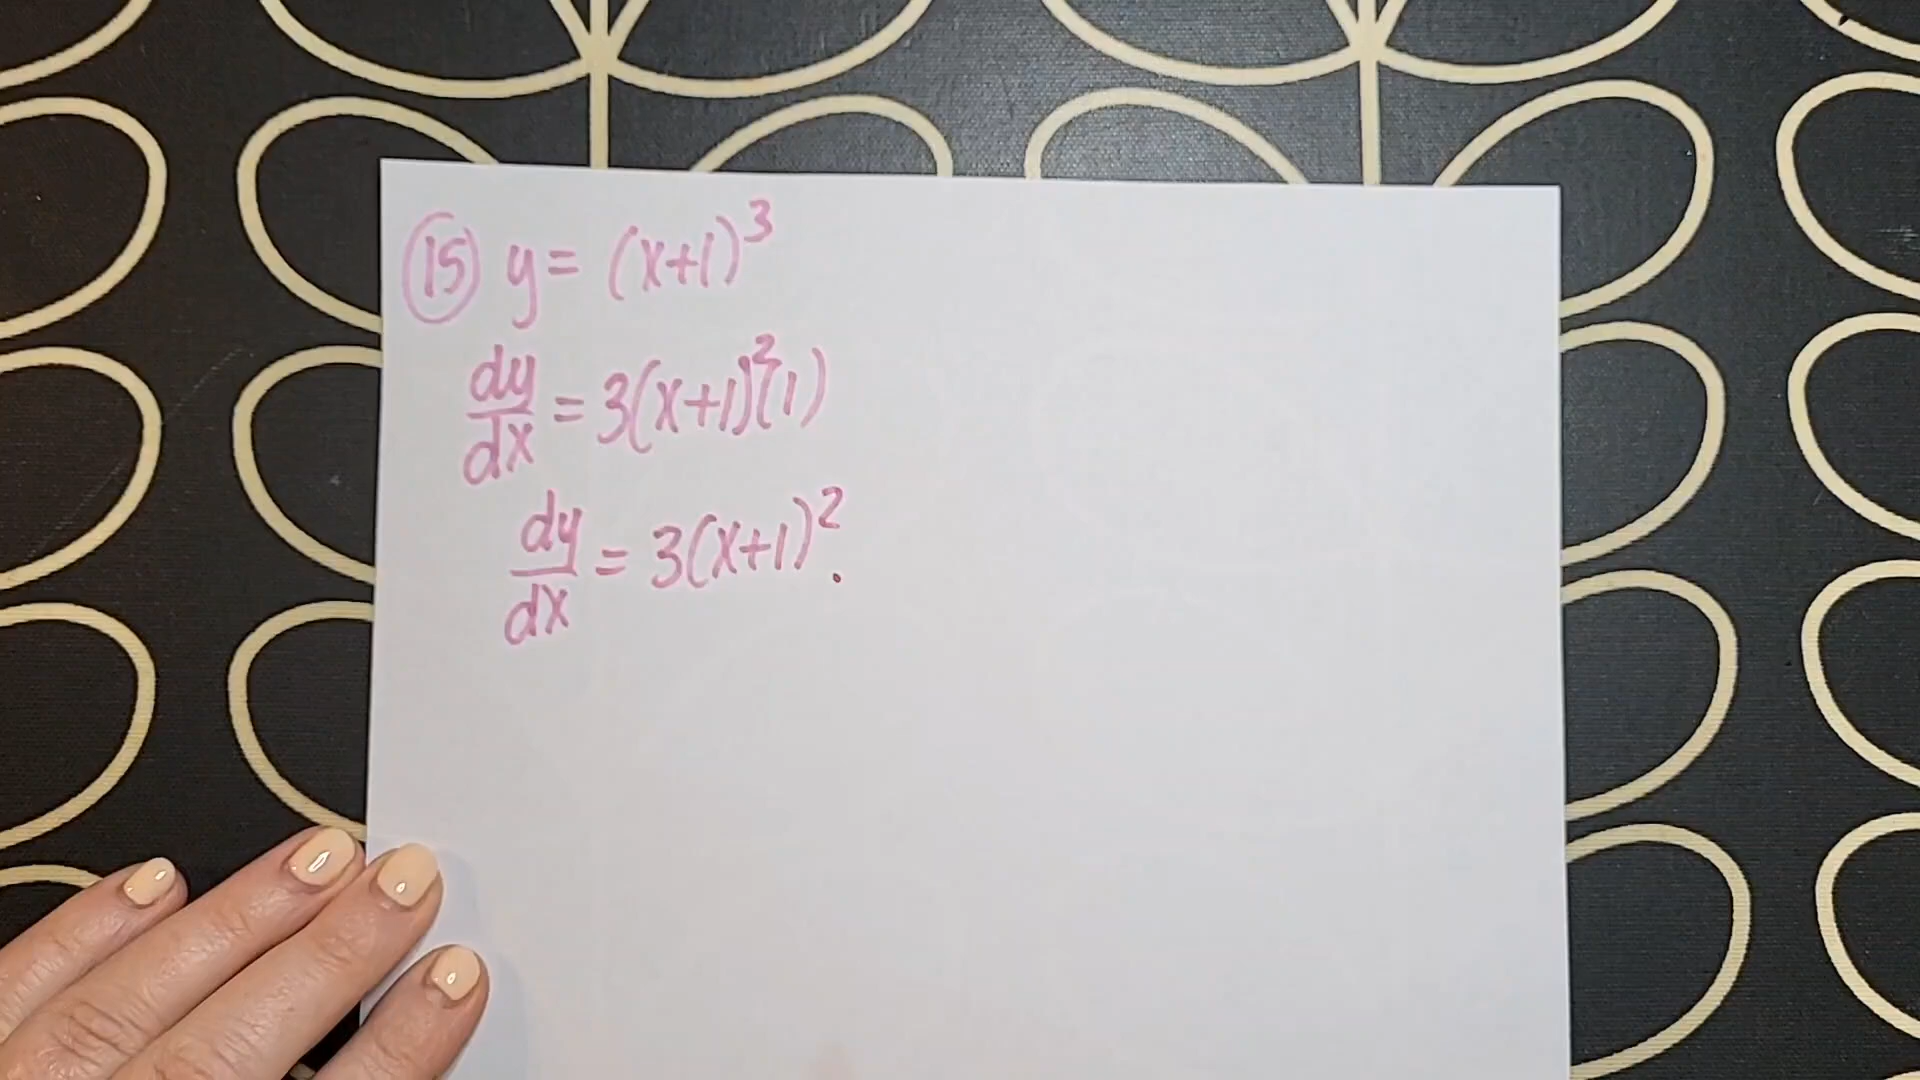 ⑮ y = (x+1)³
dy/dx = 3(x+1)²(1)
dy/dx = 3(x+1)².